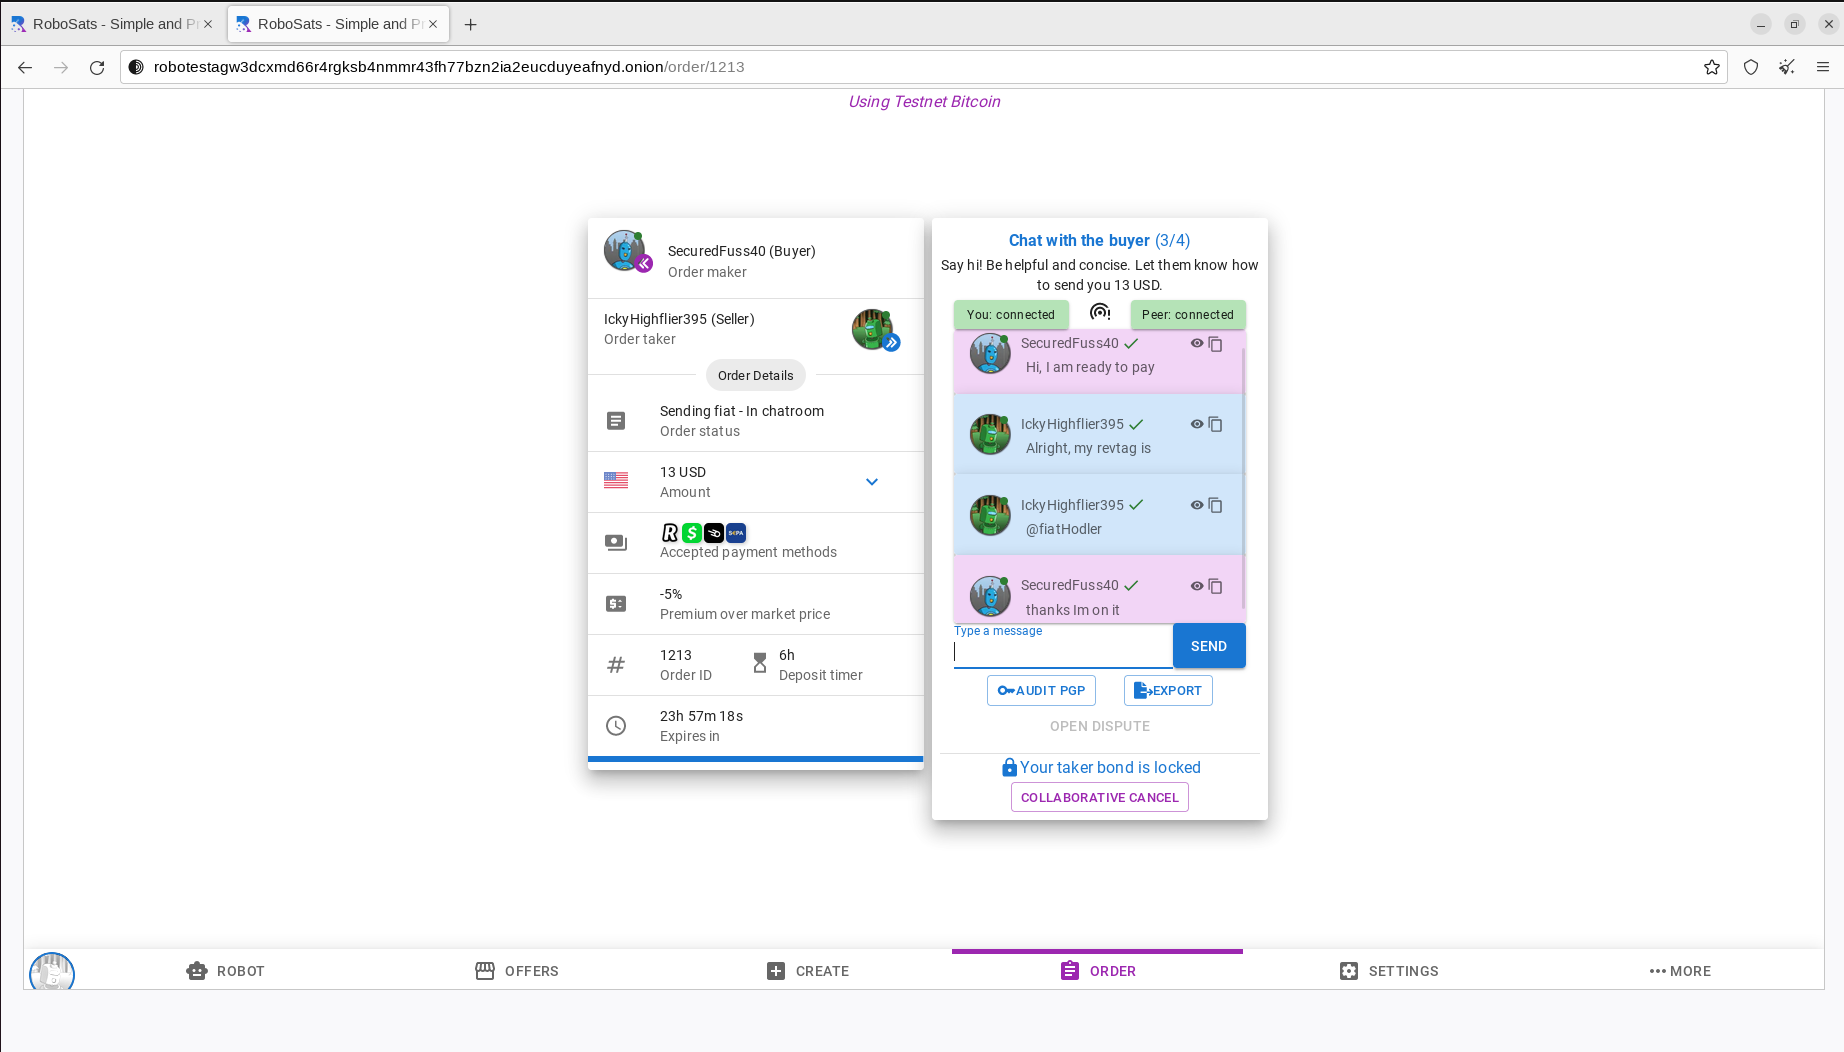 RoboSats - Simple and Pr
RoboSats - Simple and Pr
robotestagw3dcxmd66r4rgksb4nmmr43fh77bzn2ia2eucduyeafnyd.onion/order/1213
Using Testnet Bitcoin
SecuredFuss40 (Buyer)
Order maker
IckyHighflier395 (Seller)
Order taker
Order Details
Sending fiat - In chatroom
Order status
13 USD
Amount
Accepted payment methods
-5%
Premium over market price
1213
Order ID
6h
Deposit timer
23h 57m 18s
Expires in
Chat with the buyer (3/4)
Say hi! Be helpful and concise. Let them know how
to send you 13 USD.
You: connected
Peer: connected
SecuredFuss40
Hi, I am ready to pay
IckyHighflier395
Alright, my revtag is
IckyHighflier395
@fiatHodler
SecuredFuss40
thanks Im on it
Type a message
SEND
AUDIT PGP
EXPORT
OPEN DISPUTE
Your taker bond is locked
COLLABORATIVE CANCEL
ROBOT
OFFERS
CREATE
ORDER
SETTINGS
MORE